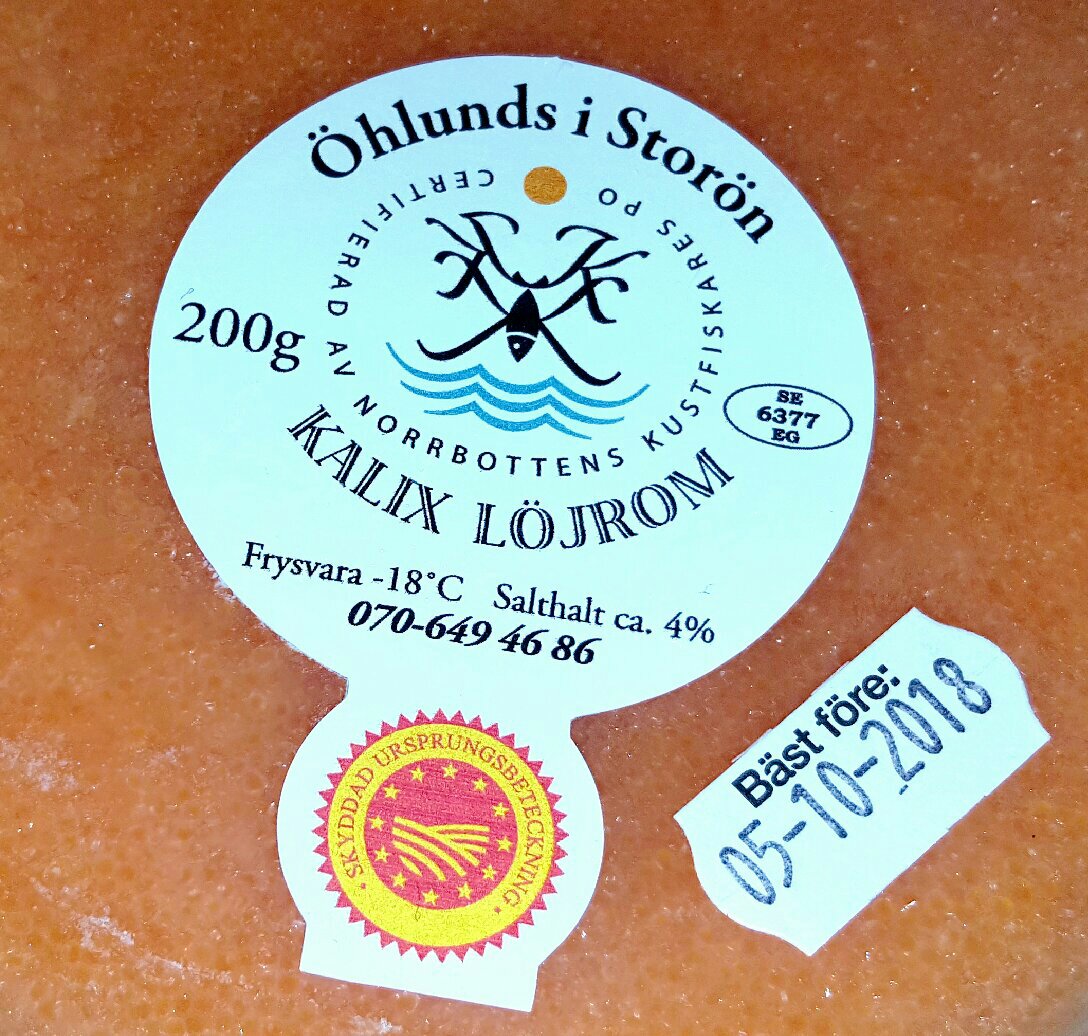 Öhlunds i Storön
CERTIFIERAD AV NORRBOTTENS KUSTFISKARES PO
200g
SE
6377
EG
KALIX LÖJROM
Frysvara -18°C Salthalt ca. 4%
070-649 46 86
• SKYDDAD URSPRUNGSBETECKNING •
Bäst före:
05-10-2018